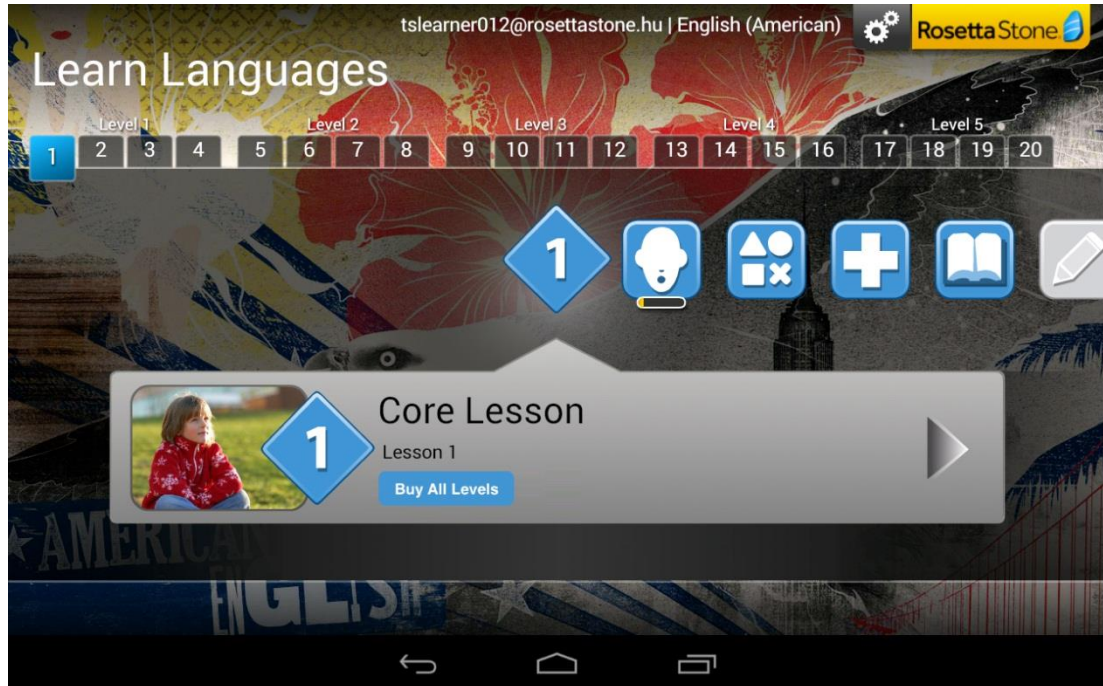 tslearner012@rosettastone.hu | English (American)
RosettaStone
Learn Languages
Level 1 Level 2 Level 3 Level 4 Level 5
1 2 3 4 5 6 7 8 9 10 11 12 13 14 15 16 17 18 19 20
1
1
Core Lesson
Lesson 1
Buy All Levels
AMERICAN
ENGLISH